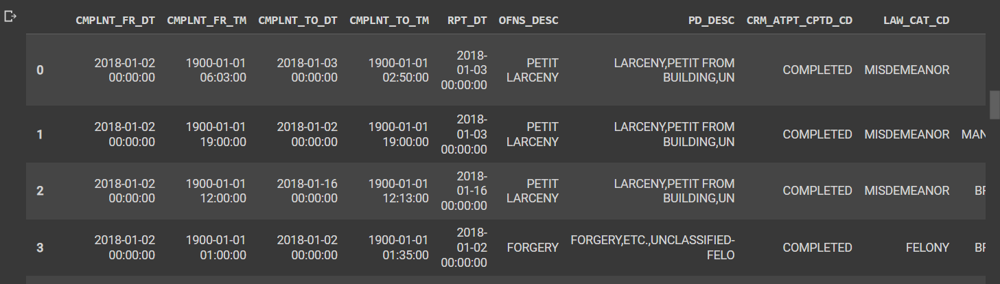 CMPLNT_FR_DT CMPLNT_FR_TM CMPLNT_TO_DT CMPLNT_TO_TM RPT_DT OFNS_DESC PD_DESC CRM_ATPT_CPTD_CD LAW_CAT_CD
0 2018-01-02 00:00:00 1900-01-01 06:03:00 2018-01-03 00:00:00 1900-01-01 02:50:00 2018-01-03 00:00:00 PETIT LARCENY LARCENY,PETIT FROM BUILDING,UN COMPLETED MISDEMEANOR
1 2018-01-02 00:00:00 1900-01-01 19:00:00 2018-01-02 00:00:00 1900-01-01 19:00:00 2018-01-03 00:00:00 PETIT LARCENY LARCENY,PETIT FROM BUILDING,UN COMPLETED MISDEMEANOR MAN
2 2018-01-02 00:00:00 1900-01-01 12:00:00 2018-01-16 00:00:00 1900-01-01 12:13:00 2018-01-16 00:00:00 PETIT LARCENY LARCENY,PETIT FROM BUILDING,UN COMPLETED MISDEMEANOR
3 2018-01-02 00:00:00 1900-01-01 01:00:00 2018-01-02 00:00:00 1900-01-01 01:35:00 2018-01-02 00:00:00 FORGERY FORGERY,ETC.,UNCLASSIFIED-FELO COMPLETED FELONY